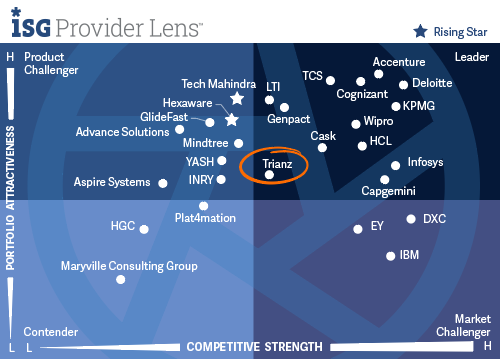 iSG Provider Lens™
Rising Star
H
Product
Challenger
Leader
Accenture
TCS
Tech Mahindra
LTI
Cognizant
Deloitte
Hexaware
KPMG
GlideFast
Genpact
Wipro
Advance Solutions
Cask
Mindtree
HCL
YASH
Trianz
Infosys
Aspire Systems
INRY
Capgemini
Plat4mation
HGC
EY
DXC
IBM
Maryville Consulting Group
PORTFOLIO ATTRACTIVENESS
Contender
Market
Challenger
L
L
COMPETITIVE STRENGTH
H